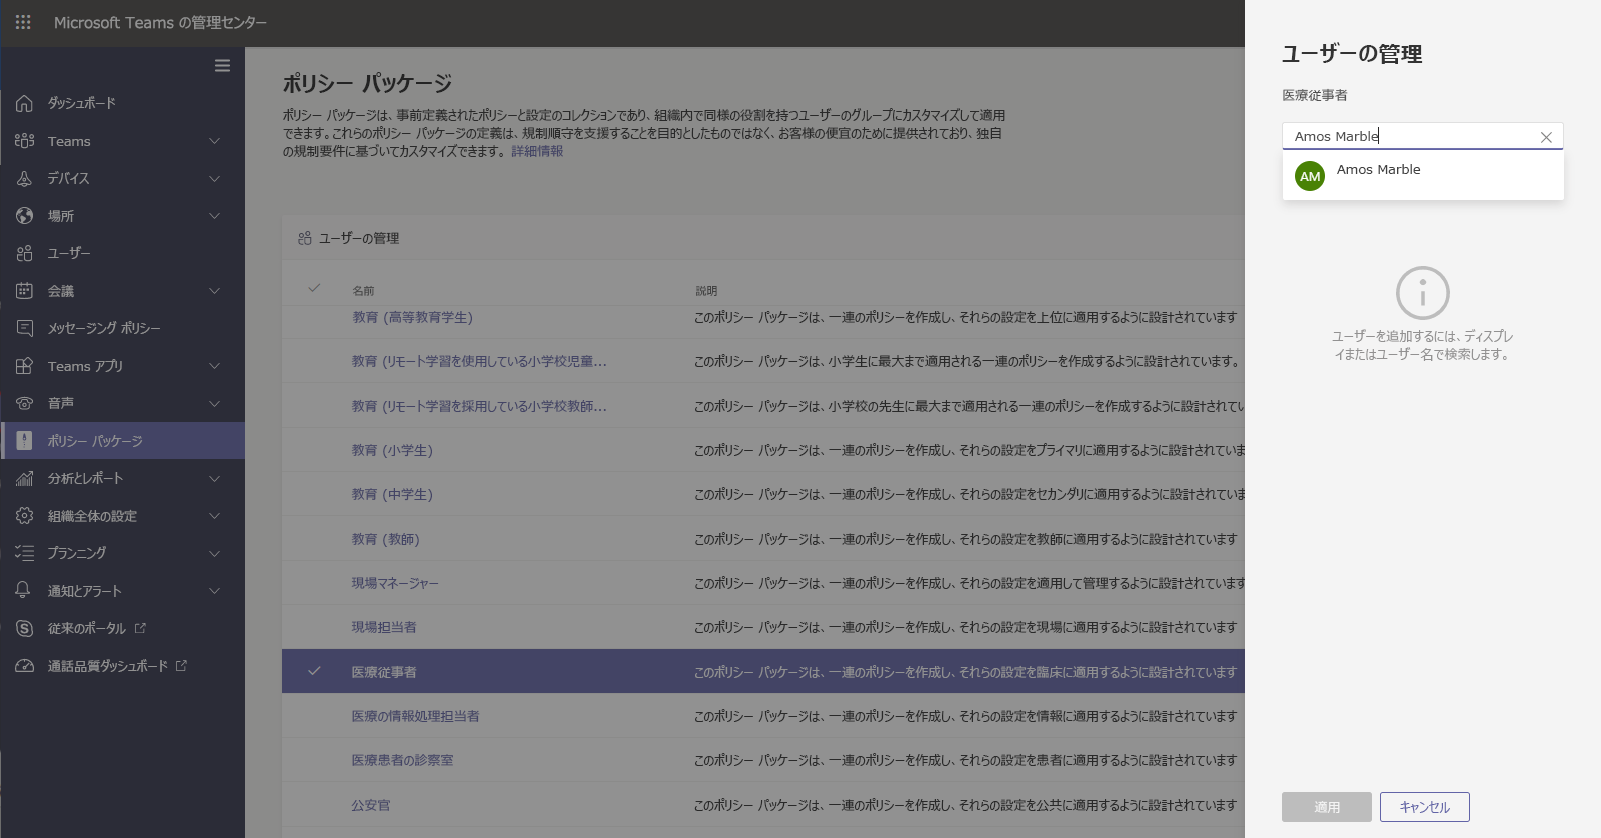 Microsoft Teams の管理センター
ダッシュボード
Teams
デバイス
場所
ユーザー
会議
メッセージング ポリシー
Teams アプリ
音声
ポリシー パッケージ
分析とレポート
組織全体の設定
プランニング
通知とアラート
従来のポータル
通話品質ダッシュボード
ポリシー パッケージ
ポリシー パッケージは、事前定義されたポリシーと設定のコレクションであり、組織内で同様の役割を持つユーザーのグループにカスタマイズして適用
できます。これらのポリシー パッケージの定義は、規制順守を支援することを目的としたものではなく、お客様の便宜のために提供されており、独自
の規制要件に基づいてカスタマイズできます。 詳細情報
ユーザーの管理
名前 説明
教育 (高等教育学生) このポリシー パッケージは、一連のポリシーを作成し、それらの設定を上位に適用するように設計されています
教育 (リモート学習を使用している小学校児童... このポリシー パッケージは、小学生に最大まで適用される一連のポリシーを作成するように設計されています。
教育 (リモート学習を採用している小学校教師... このポリシー パッケージは、小学校の先生に最大まで適用される一連のポリシーを作成するように設計されてい
教育 (小学生) このポリシー パッケージは、一連のポリシーを作成し、それらの設定をプライマリに適用するように設計されていま
教育 (中学生) このポリシー パッケージは、一連のポリシーを作成し、それらの設定をセカンダリに適用するように設計されていま
教育 (教師) このポリシー パッケージは、一連のポリシーを作成し、それらの設定を教師に適用するように設計されています
現場マネージャー このポリシー パッケージは、一連のポリシーを作成し、それらの設定を適用して管理するように設計されています
現場担当者 このポリシー パッケージは、一連のポリシーを作成し、それらの設定を現場に適用するように設計されています
医療従事者 このポリシー パッケージは、一連のポリシーを作成し、それらの設定を臨床に適用するように設計されています
医療の情報処理担当者 このポリシー パッケージは、一連のポリシーを作成し、それらの設定を情報に適用するように設計されています
医療患者の診察室 このポリシー パッケージは、一連のポリシーを作成し、それらの設定を患者に適用するように設計されています
公安官 このポリシー パッケージは、一連のポリシーを作成し、それらの設定を公共に適用するように設計されています
ユーザーの管理
医療従事者
Amos Marble
AM Amos Marble
ユーザーを追加するには、ディスプレ
イまたはユーザー名で検索します。
適用 キャンセル